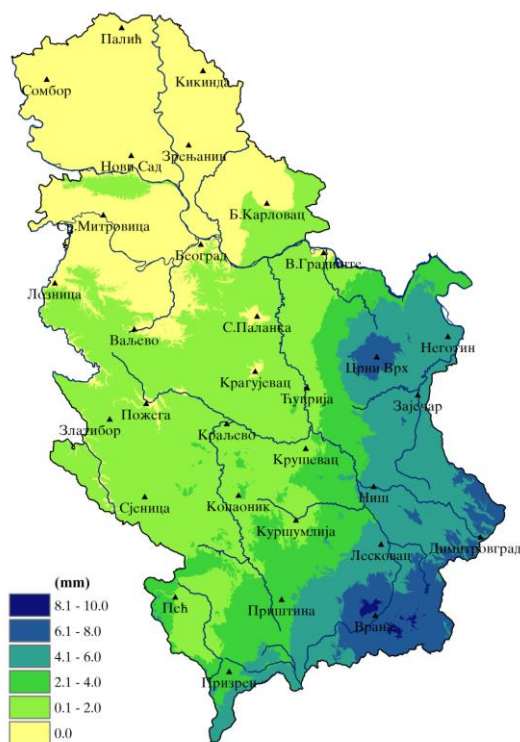 Палић
Кикинда
Сомбор
Зрењанин
Нови Сад
Б.Карловац
Ср.Митровица
Београд
В.Градиште
Лозница
С.Паланка
Ваљево
Неготин
Црни Врх
Крагујевац
Ћуприја
Зајечар
Пожега
Златибор
Краљево
Крушевац
Ниш
Сјеница
Копаоник
Куршумлија
Димитровград
Лесковац
(mm)
8.1 - 10.0
6.1 - 8.0
4.1 - 6.0
2.1 - 4.0
0.1 - 2.0
0.0
Пећ
Приштина
Врање
Призрен